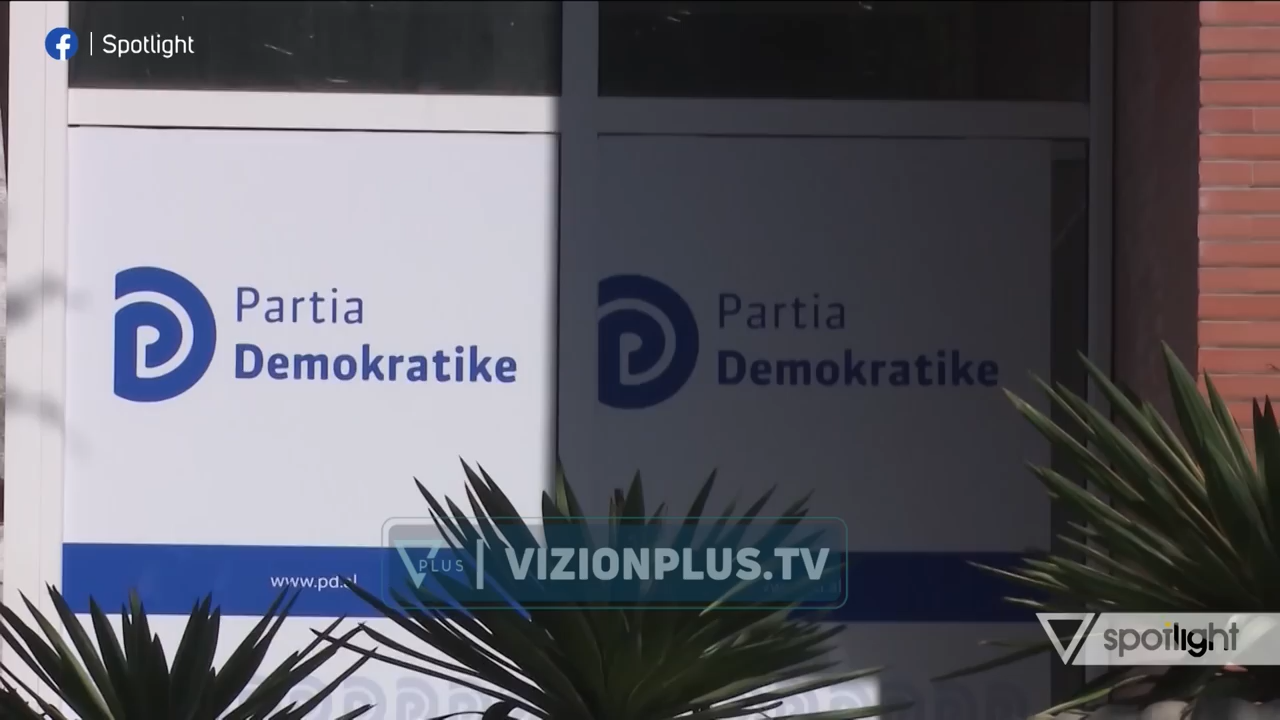 Spotlight
Partia
Demokratike
Partia
Demokratike
www.pd.al
PLUS
VIZIONPLUS.TV
spotlight